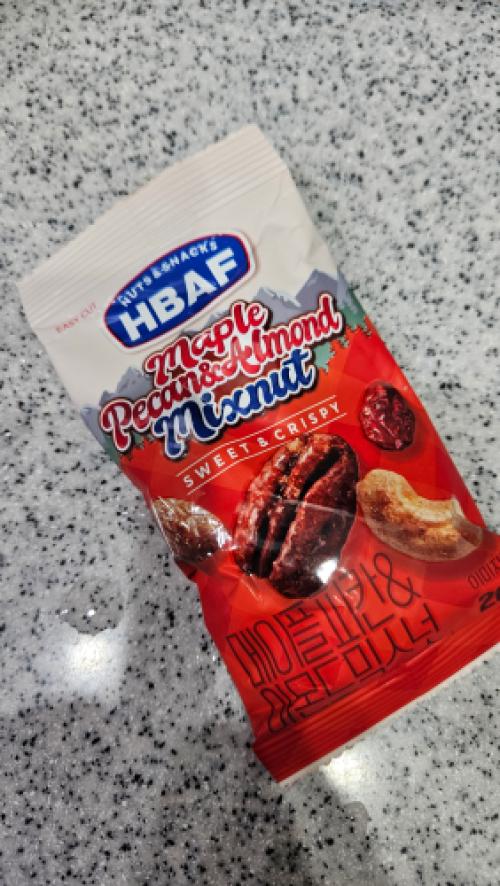 EASY CUT
NUTS & SNACKS
HBAF
Maple
Pecan&Almond
Mixnut
SWEET & CRISPY
메이플피칸&
아몬드믹스넛